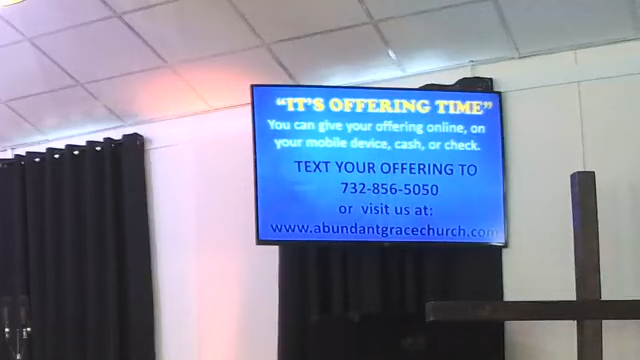 "IT'S OFFERING TIME"
You can give your offering online, on
your mobile device, cash, or check.
TEXT YOUR OFFERING TO
732-856-5050
or visit us at:
www.abundantgracechurch.com